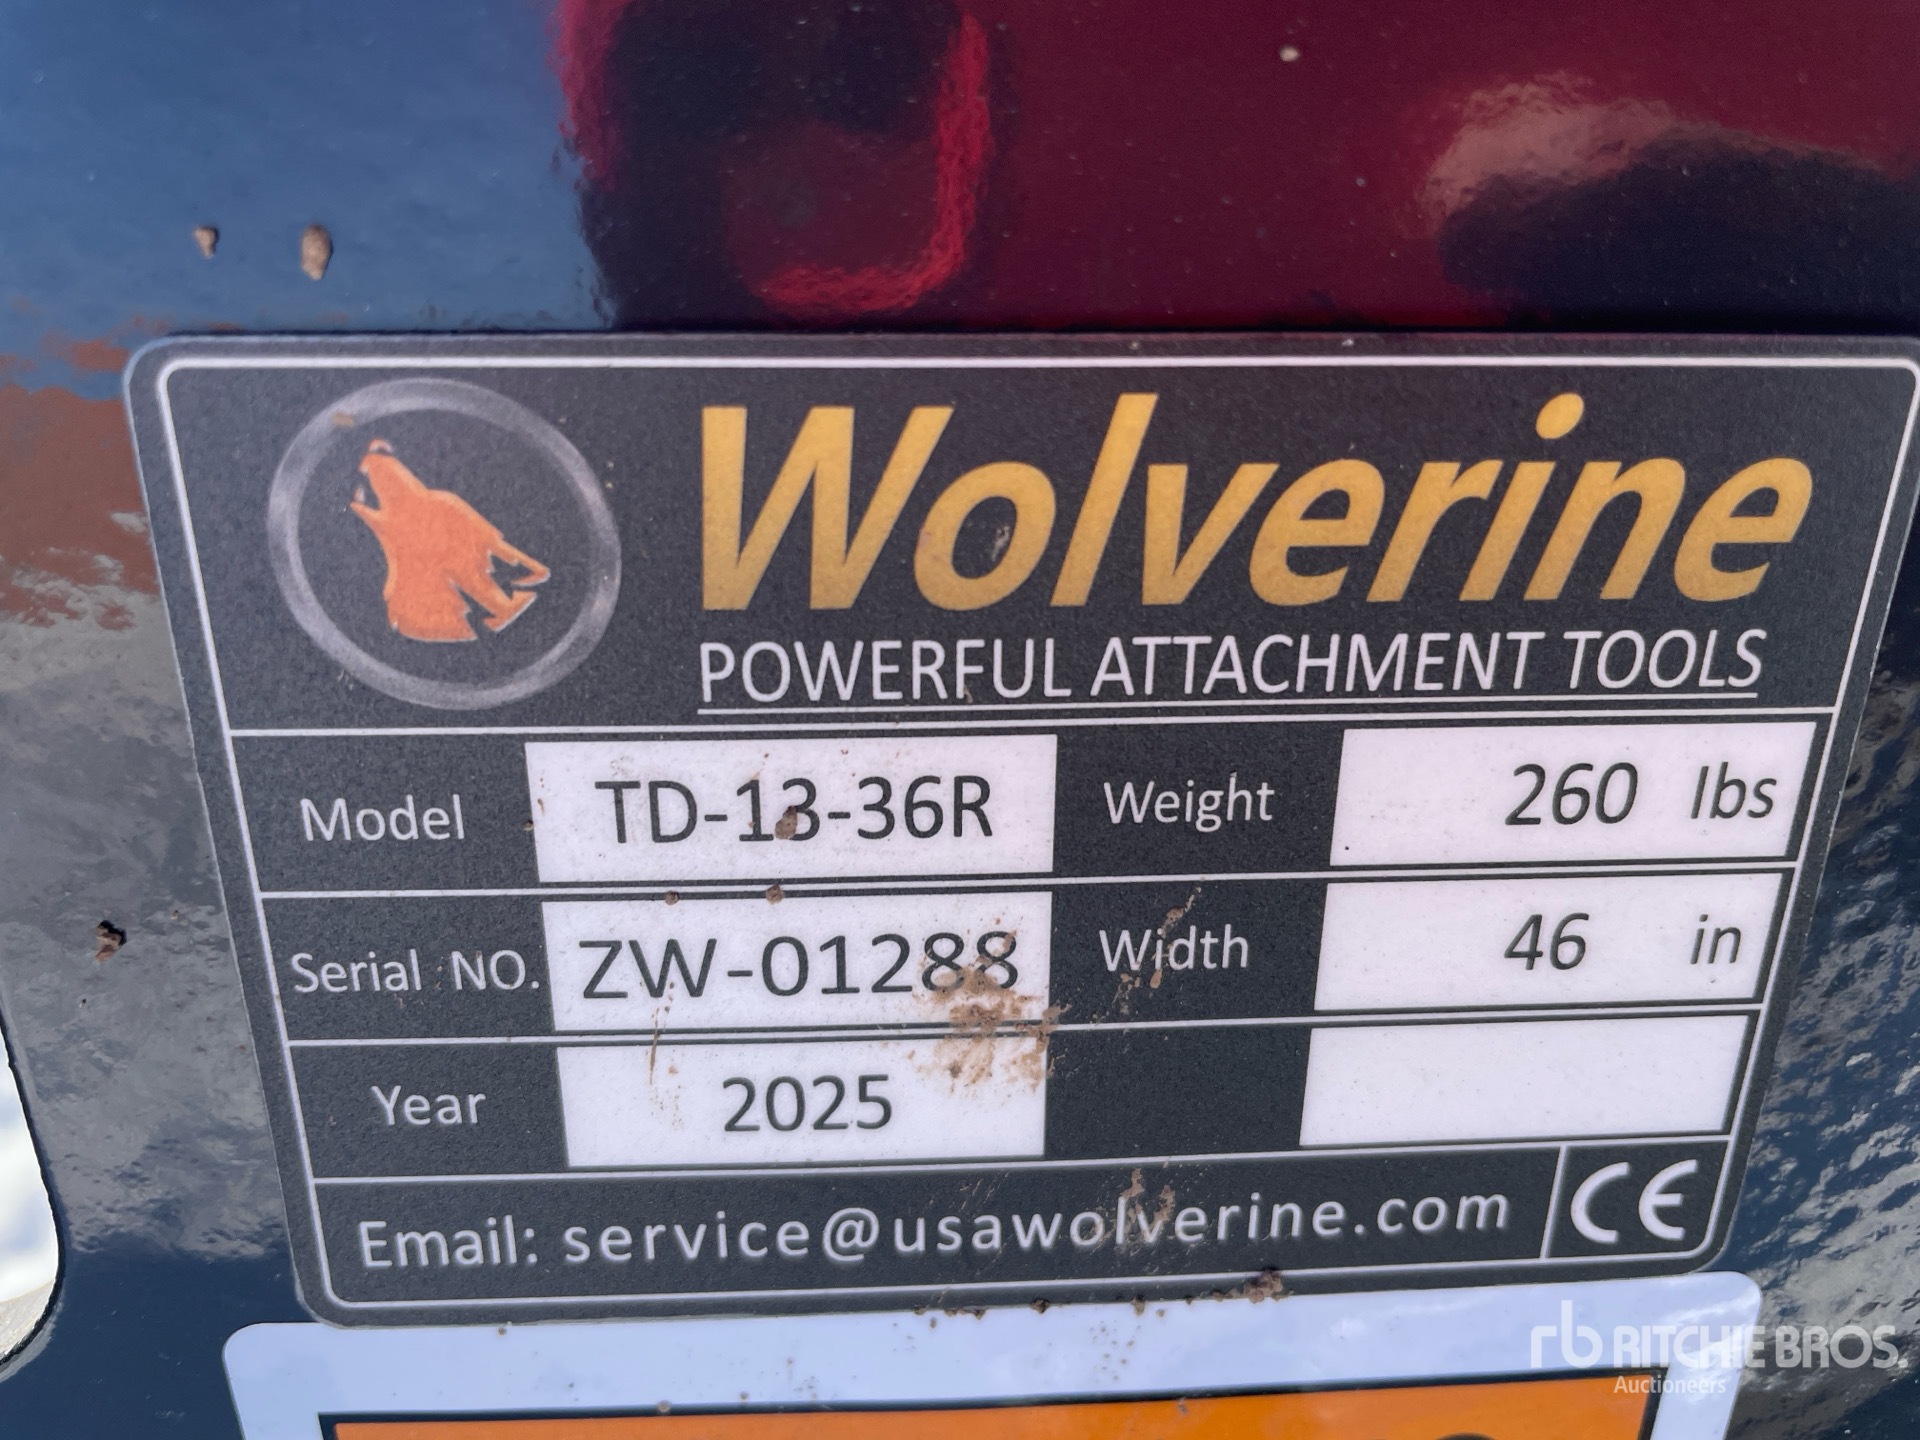 Wolverine
POWERFUL ATTACHMENT TOOLS
Model TD-13-36R Weight 260 lbs
Serial NO. ZW-01288 Width 46 in
Year 2025
Email: service@usawolverine.com CE
rb RITCHIE BROS.
Auctioneers